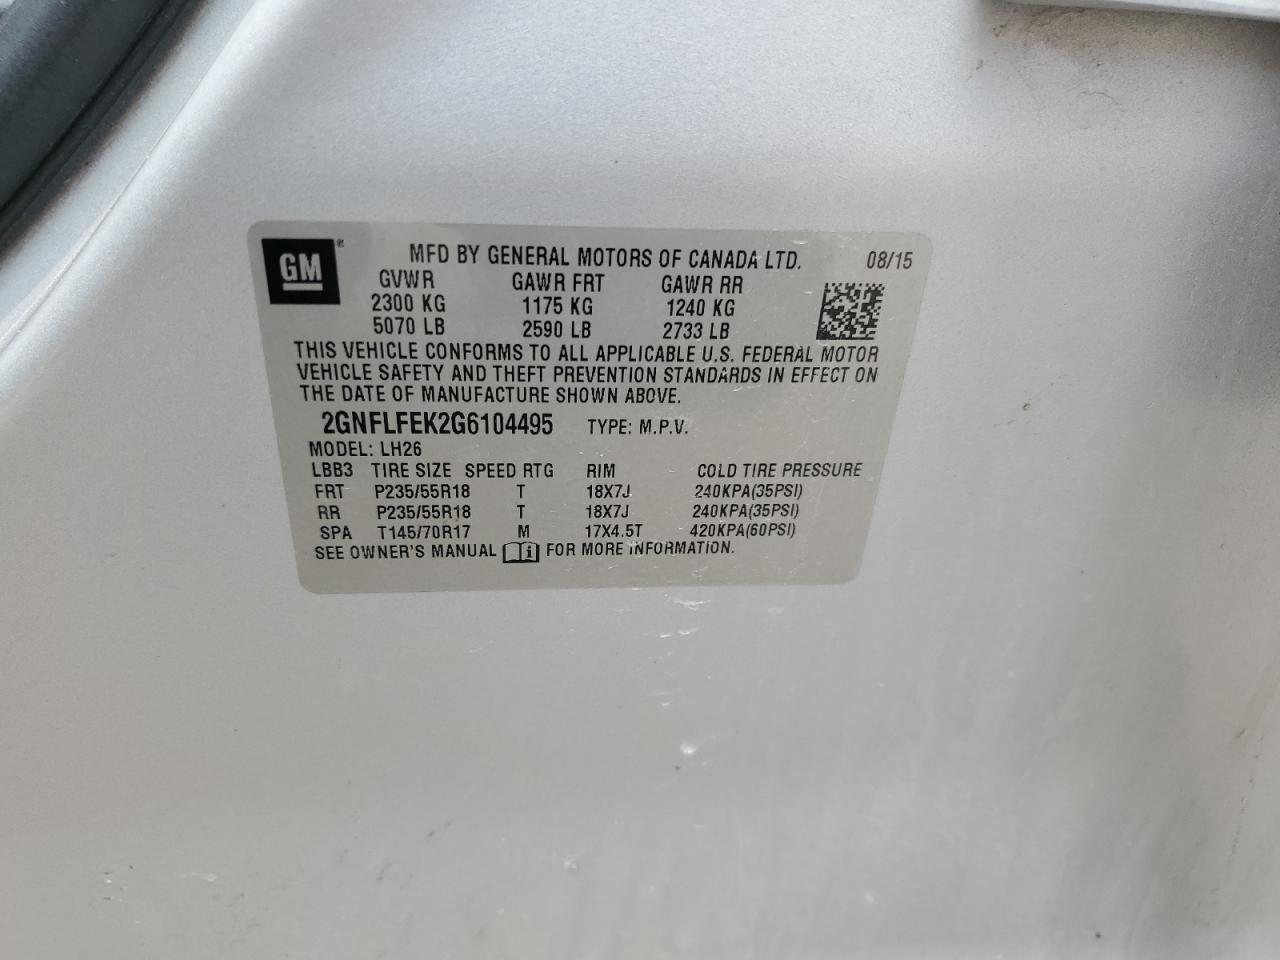 GM ® MFD BY GENERAL MOTORS OF CANADA LTD. 08/15
GVWR GAWR FRT GAWR RR
2300 KG 1175 KG 1240 KG
5070 LB 2590 LB 2733 LB
THIS VEHICLE CONFORMS TO ALL APPLICABLE U.S. FEDERAL MOTOR
VEHICLE SAFETY AND THEFT PREVENTION STANDARDS IN EFFECT ON
THE DATE OF MANUFACTURE SHOWN ABOVE.
2GNFLFEK2G6104495 TYPE: M.P.V.
MODEL: LH26
LBB3 TIRE SIZE SPEED RTG RIM COLD TIRE PRESSURE
FRT P235/55R18 T 18X7J 240KPA(35PSI)
RR P235/55R18 T 18X7J 240KPA(35PSI)
SPA T145/70R17 M 17X4.5T 420KPA(60PSI)
SEE OWNER'S MANUAL i FOR MORE INFORMATION.